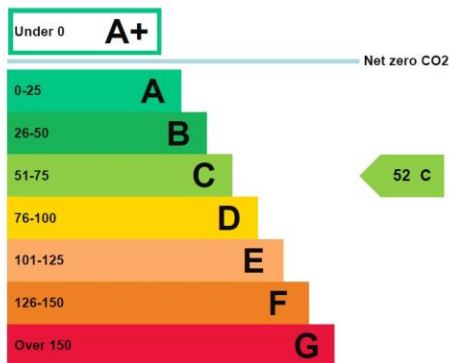 Under 0 A+
Net zero CO2
0-25 A
26-50 B
51-75 C
52 C
76-100 D
101-125 E
126-150 F
Over 150 G